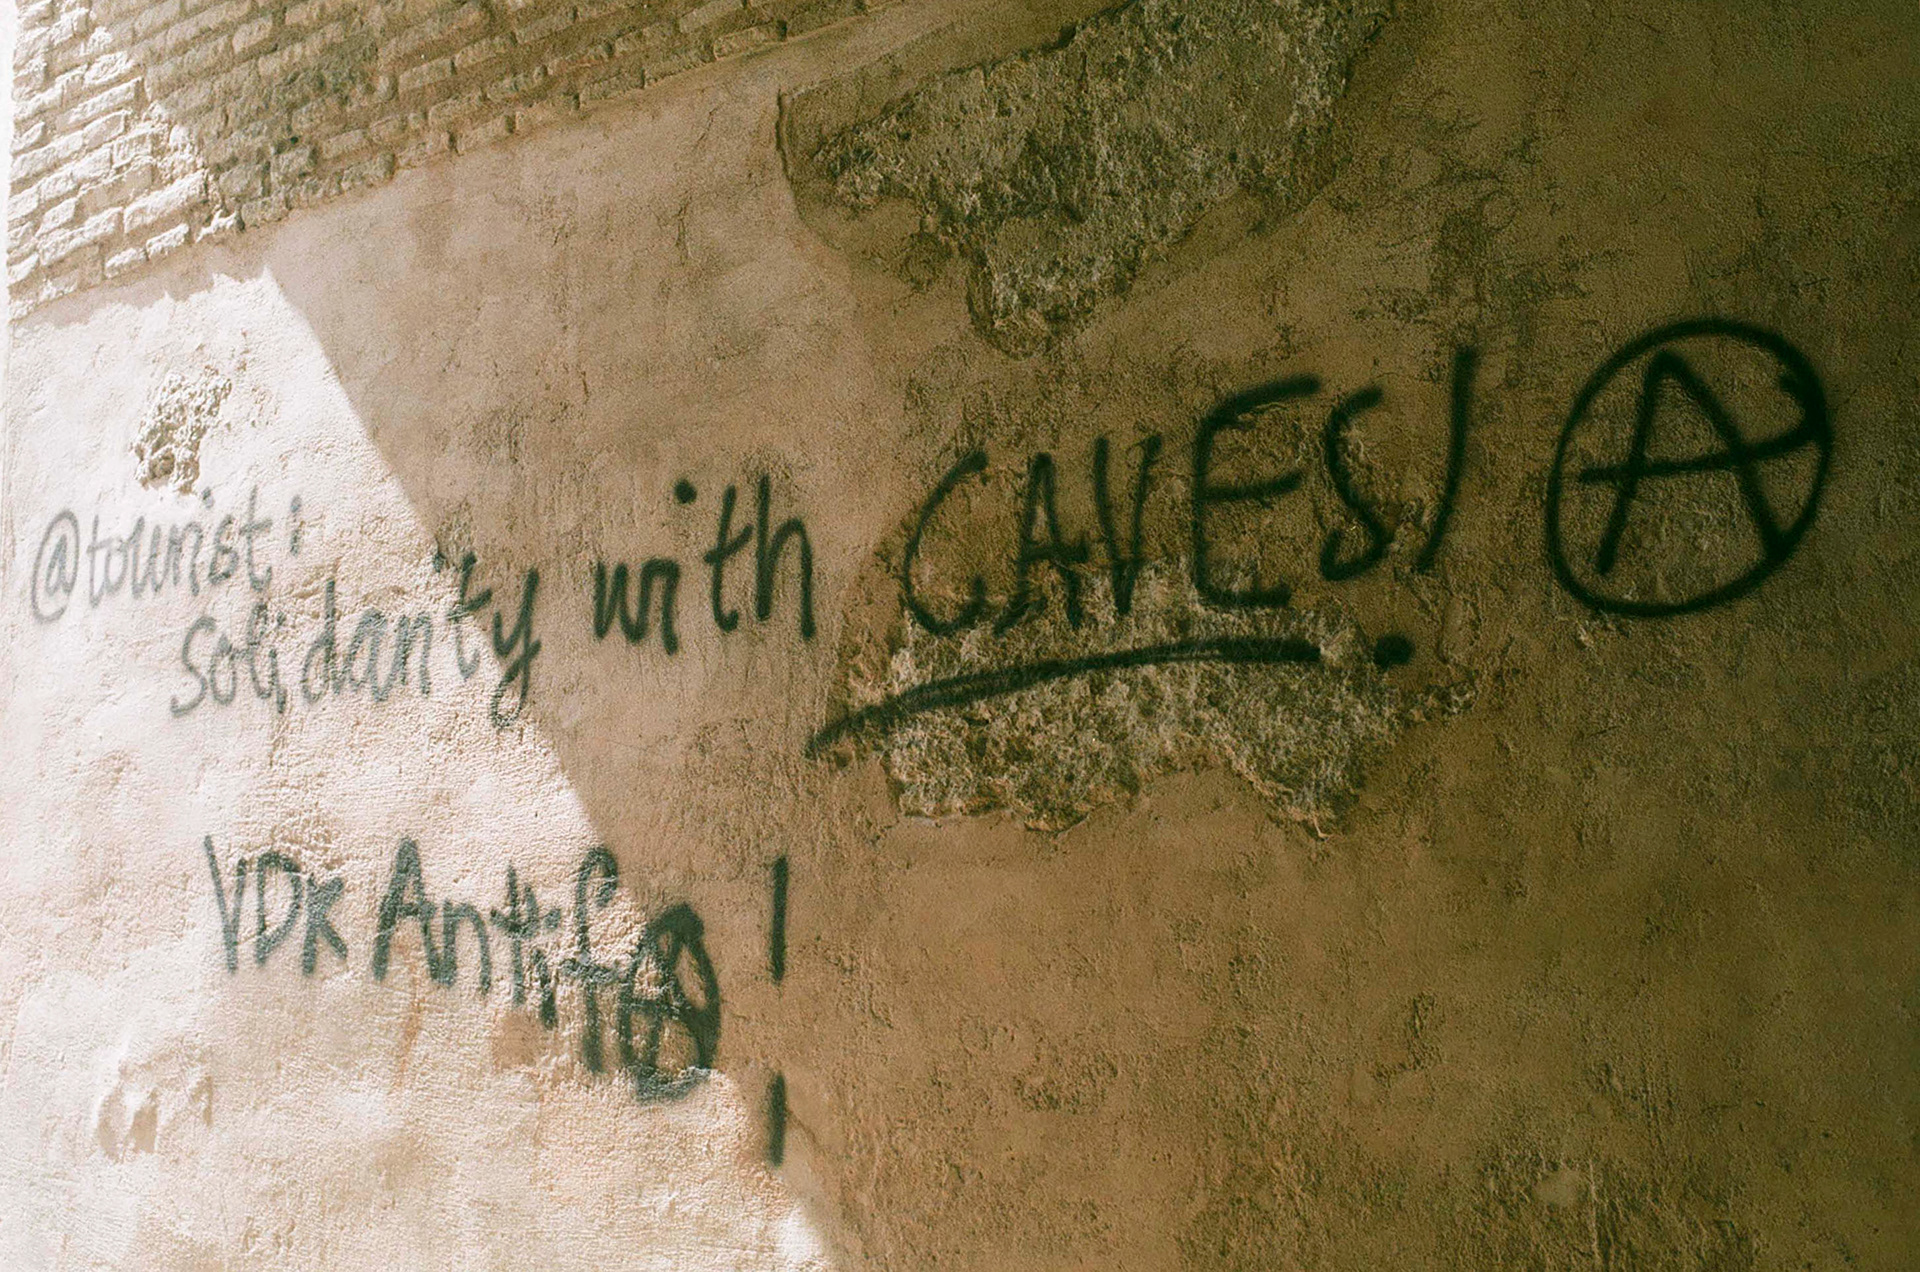 @tourist:
solidarity with CAVES! Ⓐ
VDK Antifa!